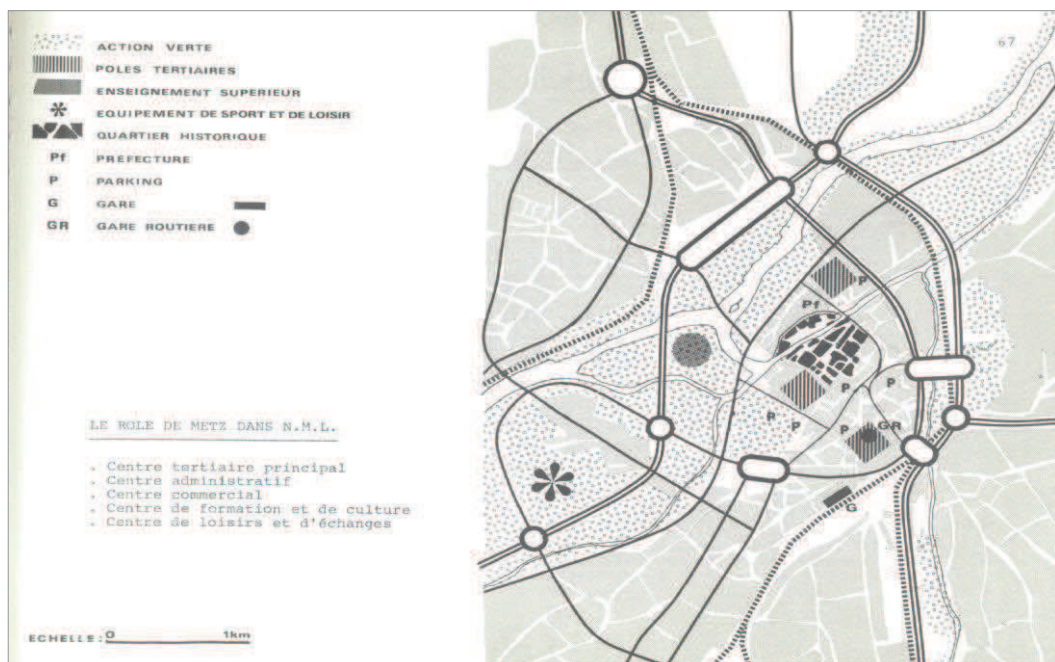 ACTION VERTE
POLES TERTIAIRES
ENSEIGNEMENT SUPERIEUR
EQUIPEMENT DE SPORT ET DE LOISIR
QUARTIER HISTORIQUE
Pf PREFECTURE
P PARKING
G GARE
GR GARE ROUTIERE
LE ROLE DE METZ DANS N.M.L.
. Centre tertiaire principal
. Centre administratif
. Centre commercial
. Centre de formation et de culture
. Centre de loisirs et d'échanges
ECHELLE: 0 1km
67
P
Pf
P
P
P
P
P
GR
G